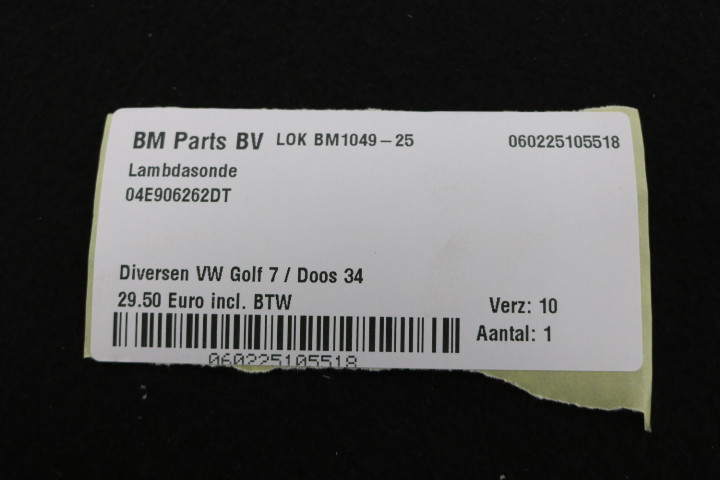 BM Parts BV LOK BM1049-25 060225105518
Lambdasonde
04E906262DT
Diversen VW Golf 7 / Doos 34
29.50 Euro incl. BTW Verz: 10
Aantal: 1
060225105518